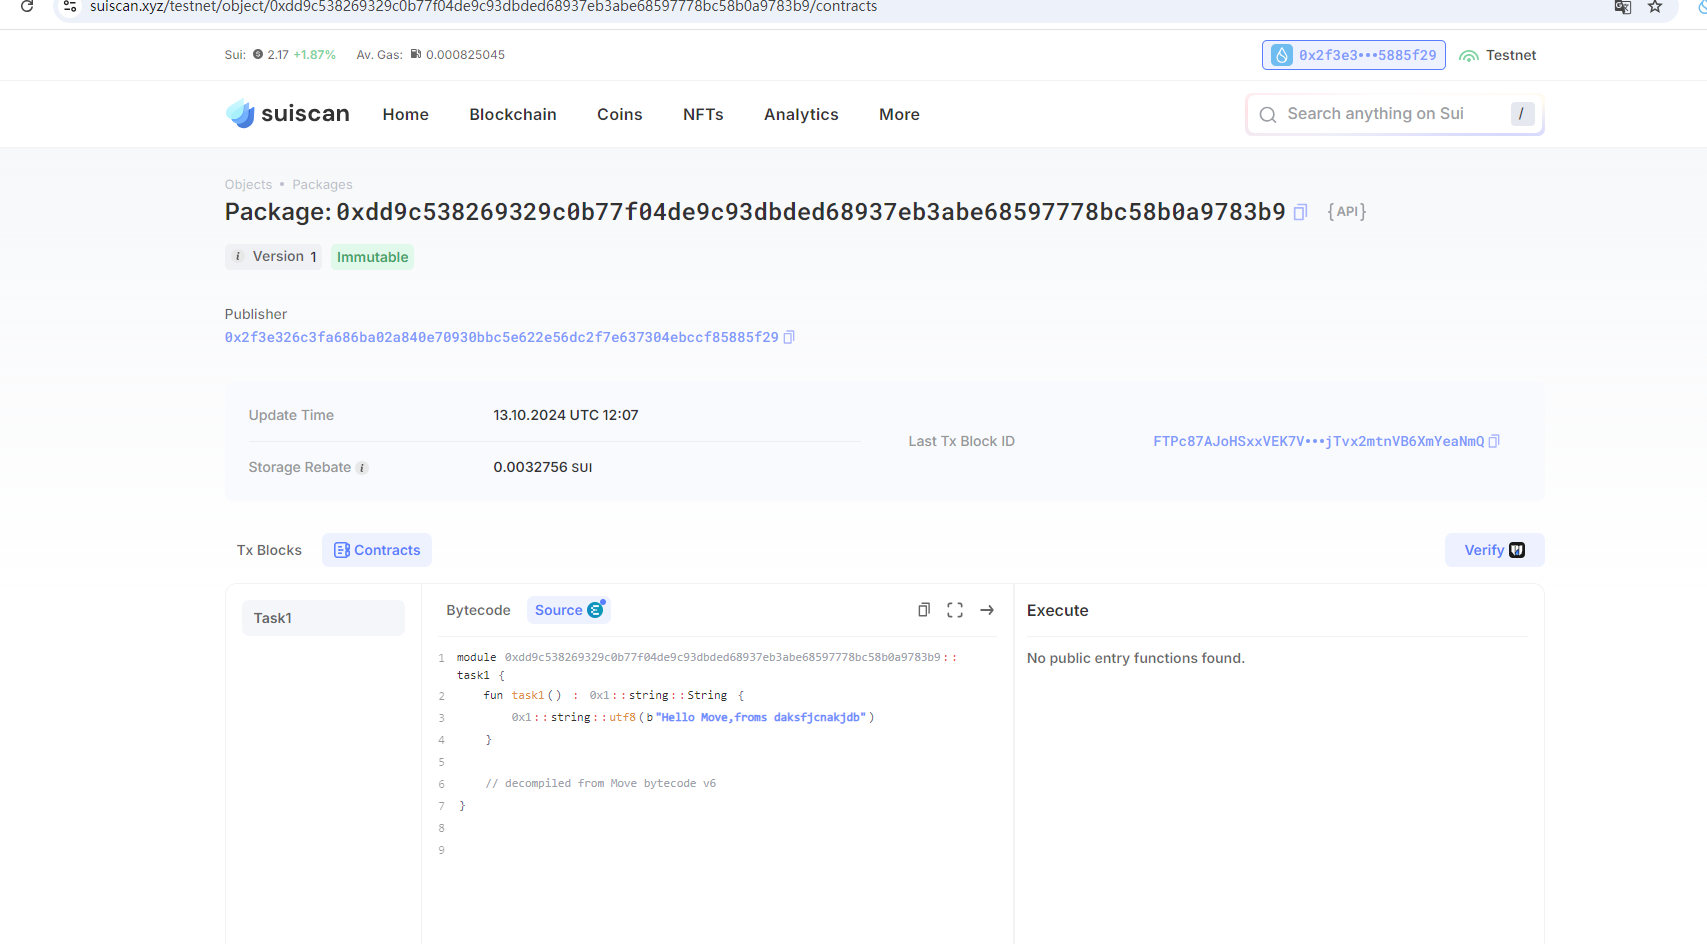 suiscan.xyz/testnet/object/0xdd9c538269329c0b77f04de9c93dbded68937eb3abe68597778bc58b0a9783b9/contracts
Sui: 2.17 +1.87% Av. Gas: 0.000825045
0x2f3e3•••5885f29 Testnet
suiscan Home Blockchain Coins NFTs Analytics More
Search anything on Sui /
Objects • Packages
Package: 0xdd9c538269329c0b77f04de9c93dbded68937eb3abe68597778bc58b0a9783b9 {API}
i Version 1 Immutable
Publisher
0x2f3e326c3fa686ba02a840e70930bbc5e622e56dc2f7e637304ebccf85885f29
Update Time 13.10.2024 UTC 12:07
Last Tx Block ID FTPc87AJoHSxxVEK7V•••jTvx2mtnVB6XmYeaNmQ
Storage Rebate i 0.0032756 SUI
Tx Blocks Contracts Verify
Task1
Bytecode Source
1 module 0xdd9c538269329c0b77f04de9c93dbded68937eb3abe68597778bc58b0a9783b9::
task1 {
2 fun task1() : 0x1::string::String {
3 0x1::string::utf8(b"Hello Move,froms daksfjcnakjdb")
4 }
5
6 // decompiled from Move bytecode v6
7 }
8
9
Execute
No public entry functions found.